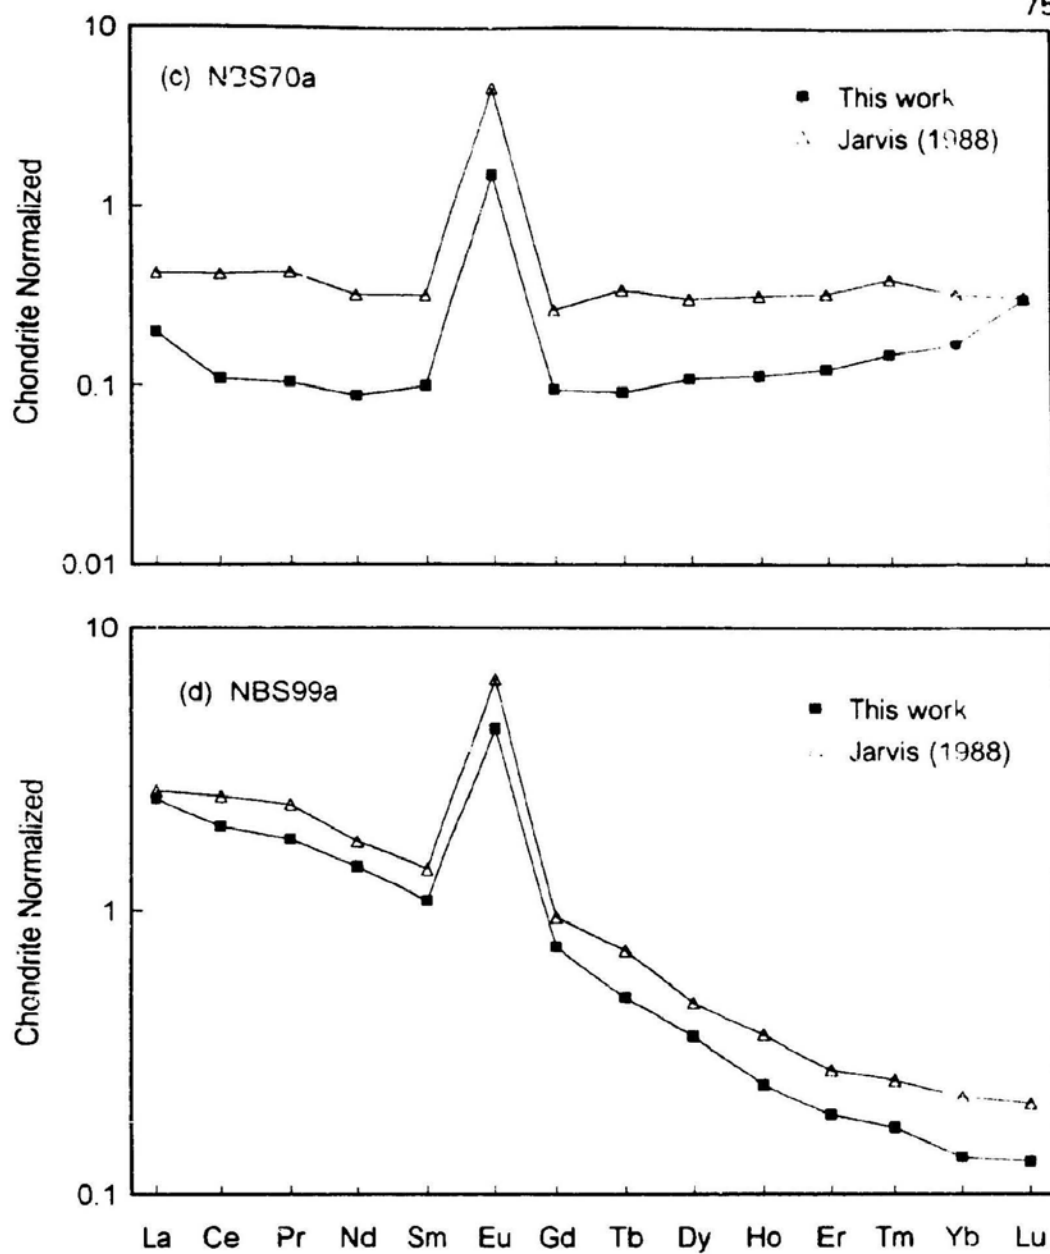 75
10
(c) NBS70a
This work
Jarvis (1988)
Chondrite Normalized
1
0.1
0.01
10
(d) NBS99a
This work
Jarvis (1988)
Chondrite Normalized
1
0.1
La Ce Pr Nd Sm Eu Gd Tb Dy Ho Er Tm Yb Lu